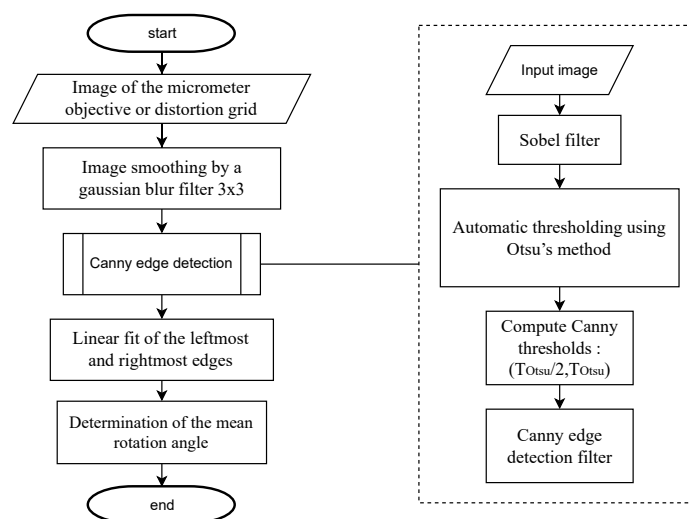 start
Image of the micrometer
objective or distortion grid
Image smoothing by a
gaussian blur filter 3x3
Canny edge detection
Linear fit of the leftmost
and rightmost edges
Determination of the mean
rotation angle
end
Input image
Sobel filter
Automatic thresholding using
Otsu's method
Compute Canny
thresholds :
(TOtsu/2,TOtsu)
Canny edge
detection filter